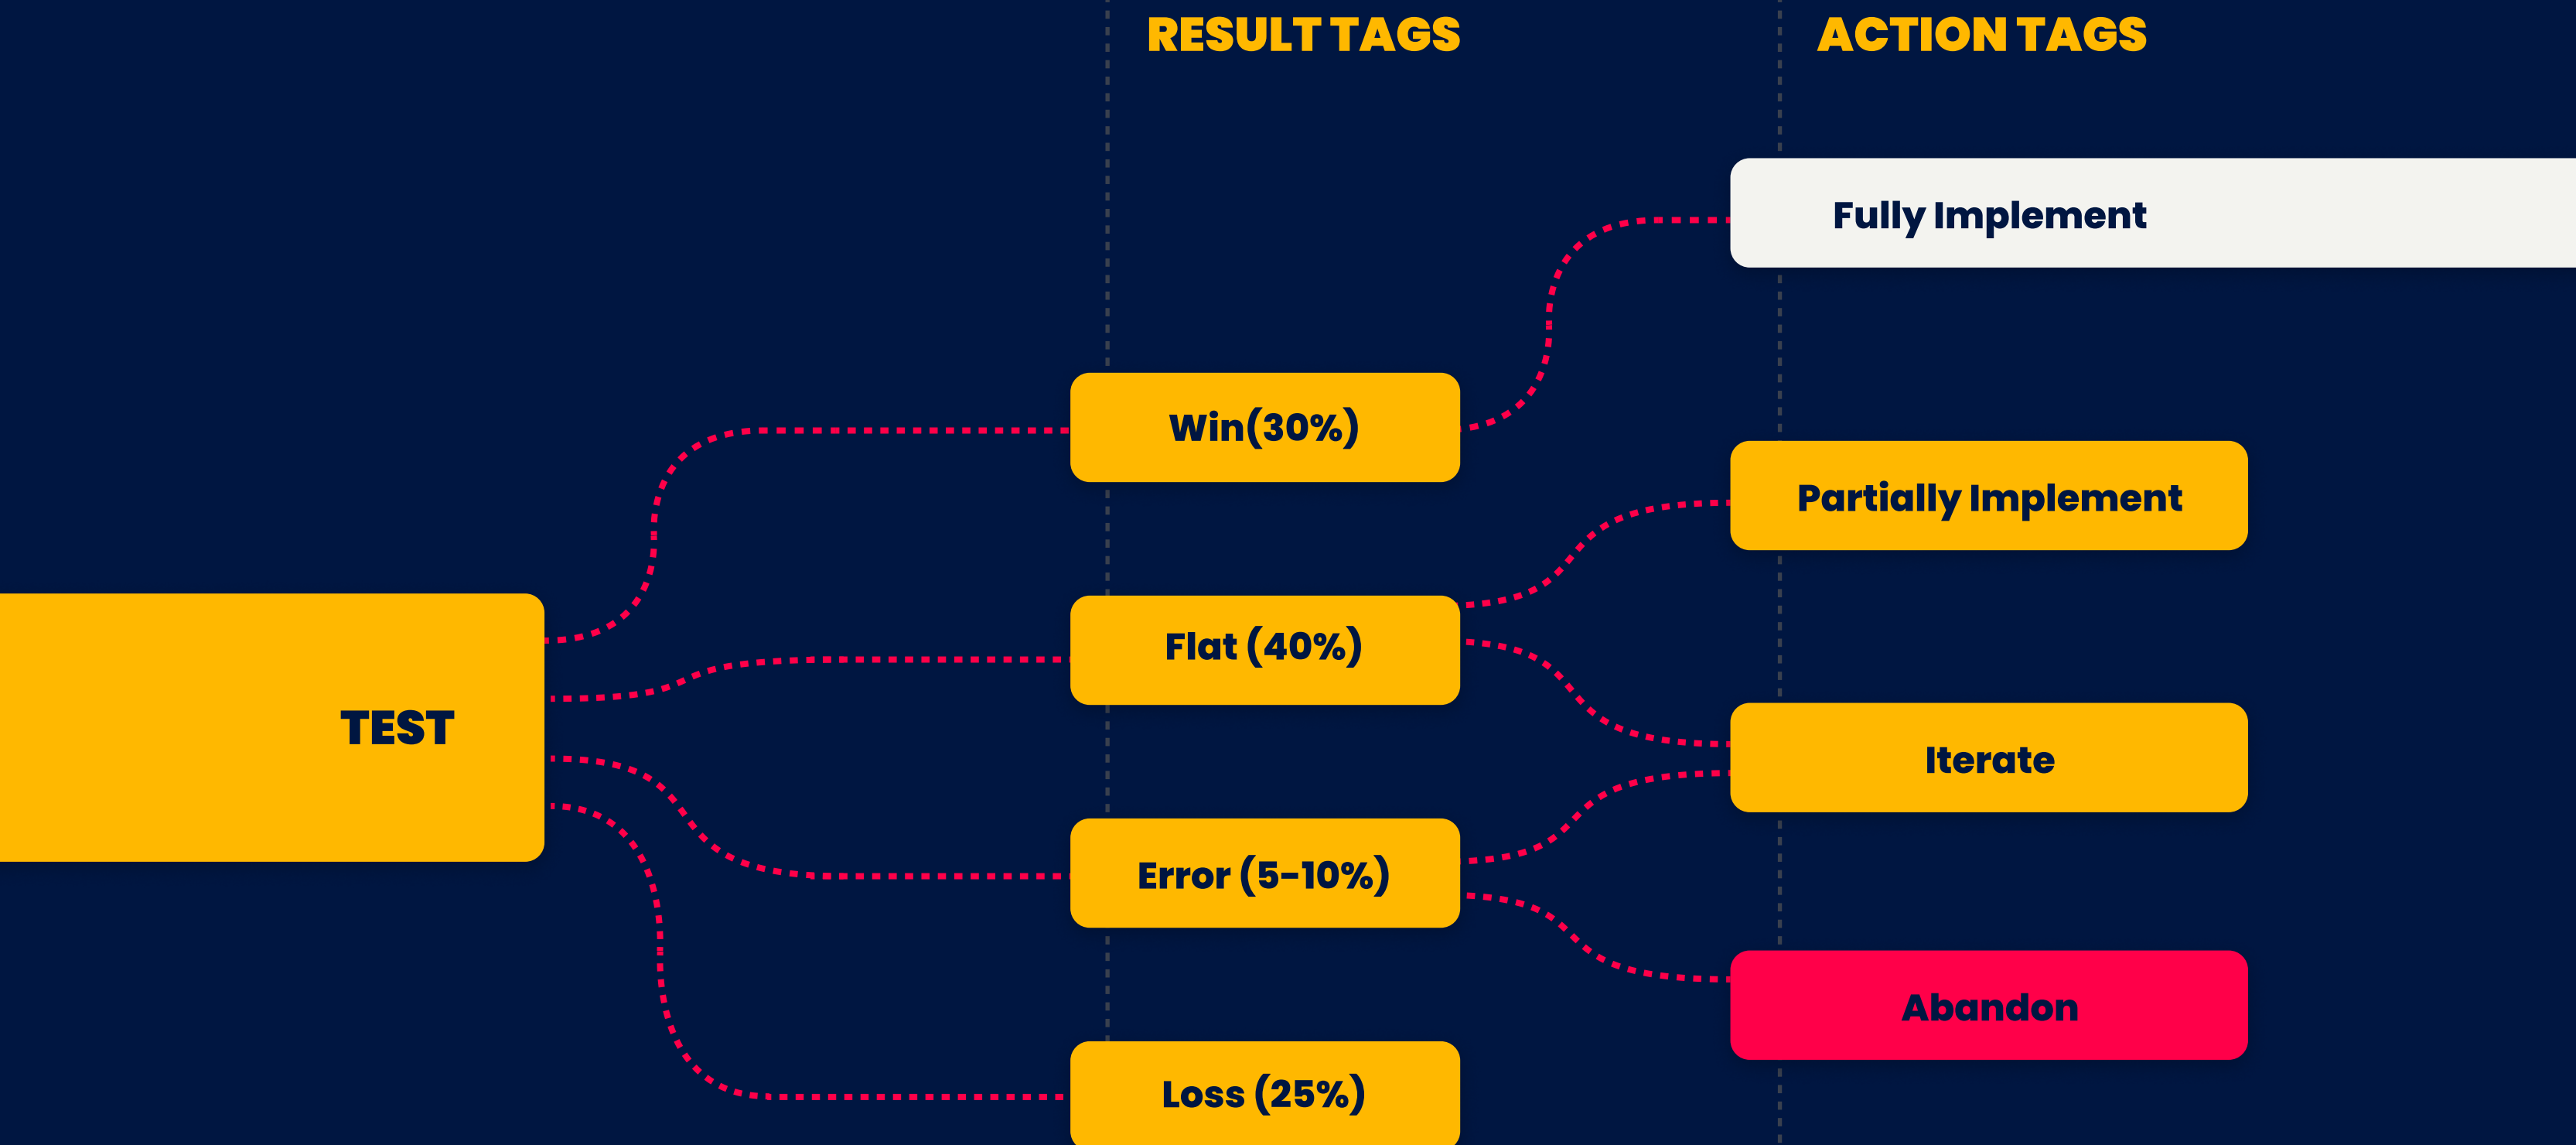 RESULT TAGS
ACTION TAGS
Fully Implement
Win(30%)
Partially Implement
Flat (40%)
TEST
Iterate
Error (5-10%)
Abandon
Loss (25%)